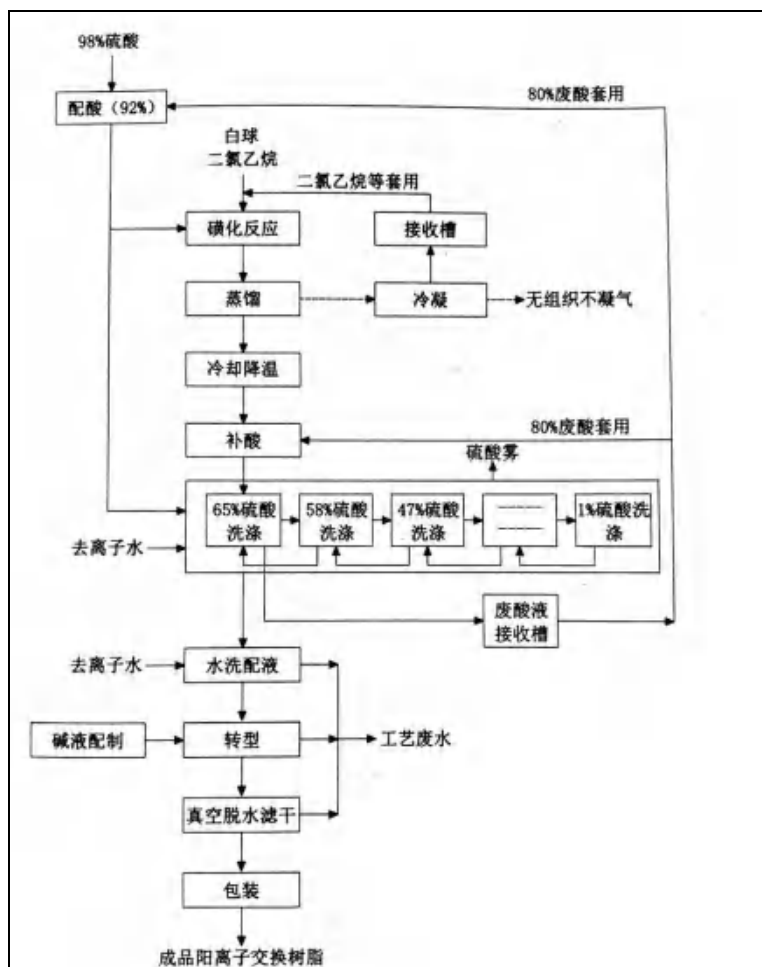 98%硫酸
配酸（92%）
80%废酸套用
白球
二氯乙烷
二氯乙烷等套用
磺化反应
接收槽
蒸馏
冷凝
无组织不凝气
冷却降温
补酸
80%废酸套用
硫酸雾
65%硫酸
洗涤
58%硫酸
洗涤
47%硫酸
洗涤
1%硫酸洗
涤
去离子水
废酸液
接收槽
去离子水
水洗配液
碱液配制
转型
工艺废水
真空脱水滤干
包装
成品阳离子交换树脂